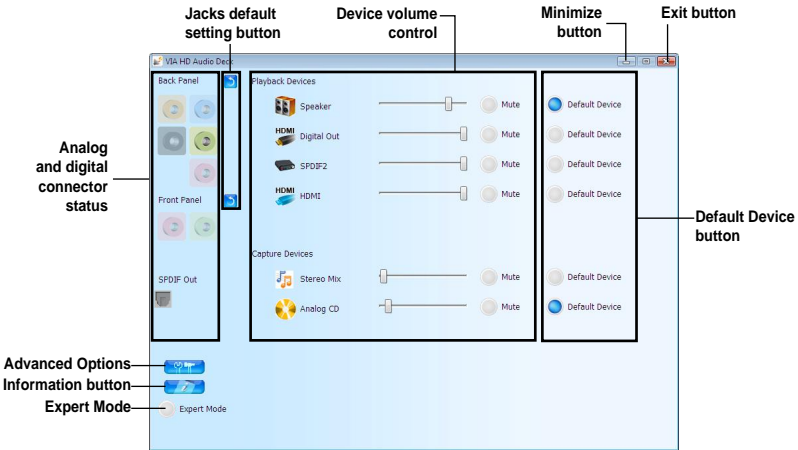 Jacks default
setting button
Device volume
control
Minimize
button
Exit button
VIA HD Audio Deck
Back Panel
Playback Devices
Speaker
Mute
Default Device
HDMI
Digital Out
Mute
Default Device
SPDIF2
Mute
Default Device
HDMI
HDMI
Mute
Default Device
Analog
and digital
connector
status
Front Panel
Default Device
button
Capture Devices
SPDIF Out
Stereo Mix
Mute
Default Device
Analog CD
Mute
Default Device
Advanced Options
Information button
Expert Mode
Expert Mode